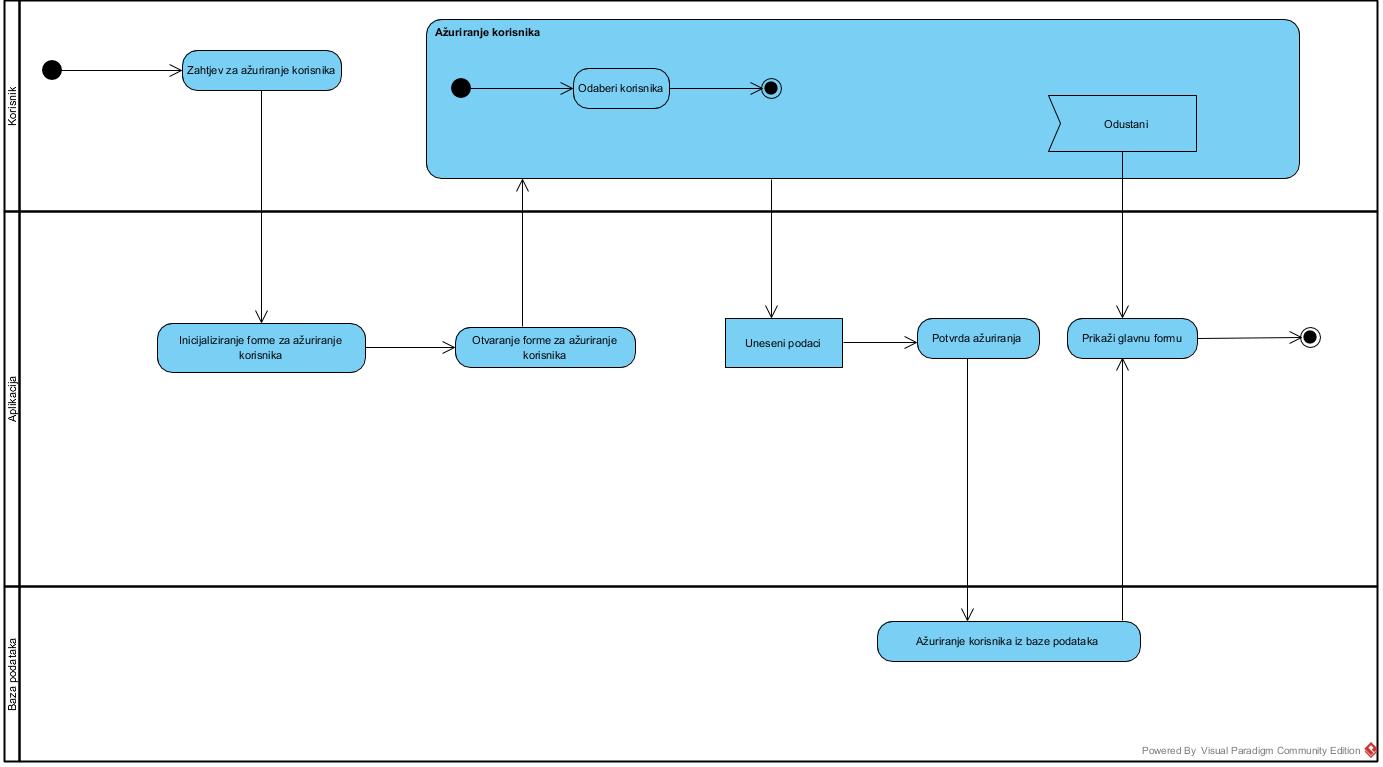 Korisnik
Zahtjev za ažuriranje korisnika
Ažuriranje korisnika
Odaberi korisnika
Odustani
Aplikacija
Inicijaliziranje forme za ažuriranje
korisnika
Otvaranje forme za ažuriranje
korisnika
Uneseni podaci
Potvrda ažuriranja
Prikaži glavnu formu
Baza podataka
Ažuriranje korisnika iz baze podataka
Powered By Visual Paradigm Community Edition